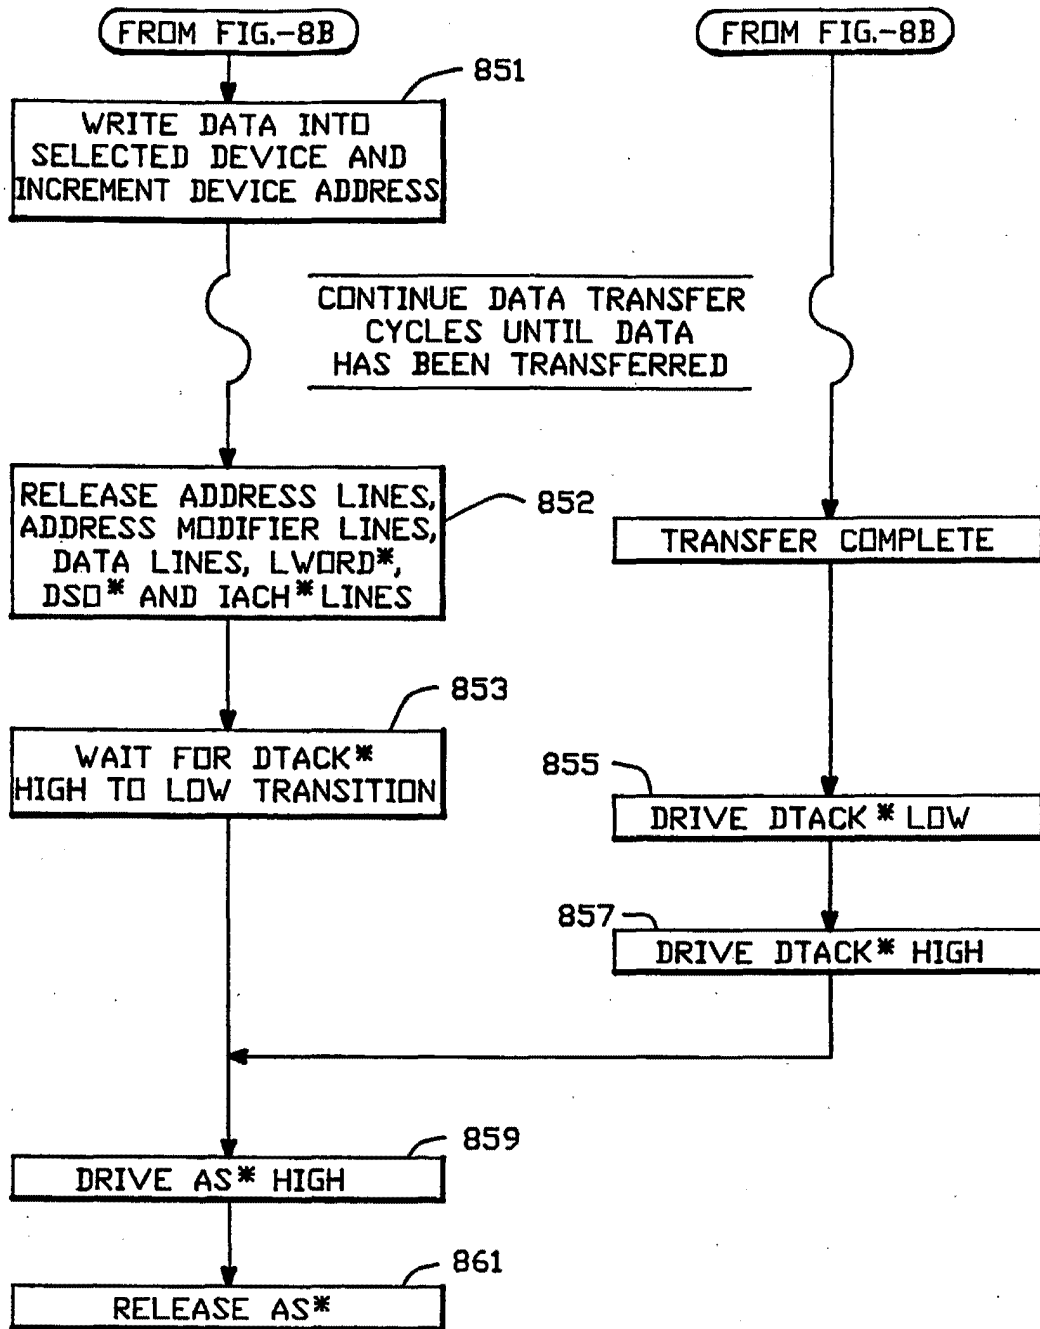 FROM FIG.-8B
FROM FIG.-8B
851
WRITE DATA INTO
SELECTED DEVICE AND
INCREMENT DEVICE ADDRESS
CONTINUE DATA TRANSFER
CYCLES UNTIL DATA
HAS BEEN TRANSFERRED
RELEASE ADDRESS LINES,
ADDRESS MODIFIER LINES,
DATA LINES, LWORD*,
DSO* AND IACH* LINES
852
TRANSFER COMPLETE
853
WAIT FOR DTACK*
HIGH TO LOW TRANSITION
855
DRIVE DTACK* LOW
857
DRIVE DTACK* HIGH
859
DRIVE AS* HIGH
861
RELEASE AS*